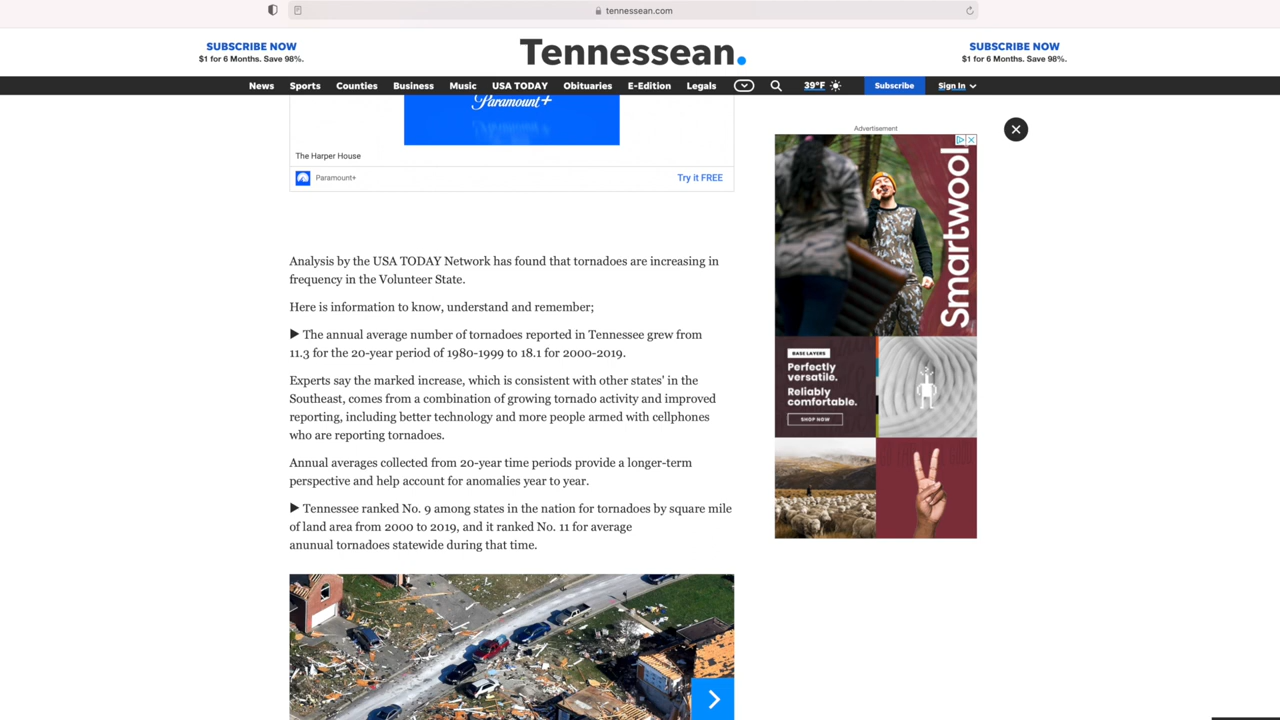 tennessean.com
SUBSCRIBE NOW
$1 for 6 Months. Save 98%.
Tennessean.
SUBSCRIBE NOW
$1 for 6 Months. Save 98%.
News Sports Counties Business Music USA TODAY Obituaries E-Edition Legals 39°F Subscribe Sign In
Paramount+
The Harper House
Paramount+
Try it FREE
Analysis by the USA TODAY Network has found that tornadoes are increasing in
frequency in the Volunteer State.
Here is information to know, understand and remember;
▶ The annual average number of tornadoes reported in Tennessee grew from
11.3 for the 20-year period of 1980-1999 to 18.1 for 2000-2019.
Experts say the marked increase, which is consistent with other states' in the
Southeast, comes from a combination of growing tornado activity and improved
reporting, including better technology and more people armed with cellphones
who are reporting tornadoes.
Annual averages collected from 20-year time periods provide a longer-term
perspective and help account for anomalies year to year.
▶ Tennessee ranked No. 9 among states in the nation for tornadoes by square mile
of land area from 2000 to 2019, and it ranked No. 11 for average
anunual tornadoes statewide during that time.
Advertisement
Smartwool
BASE LAYERS
Perfectly
versatile.
Reliably
comfortable.
SHOP NOW